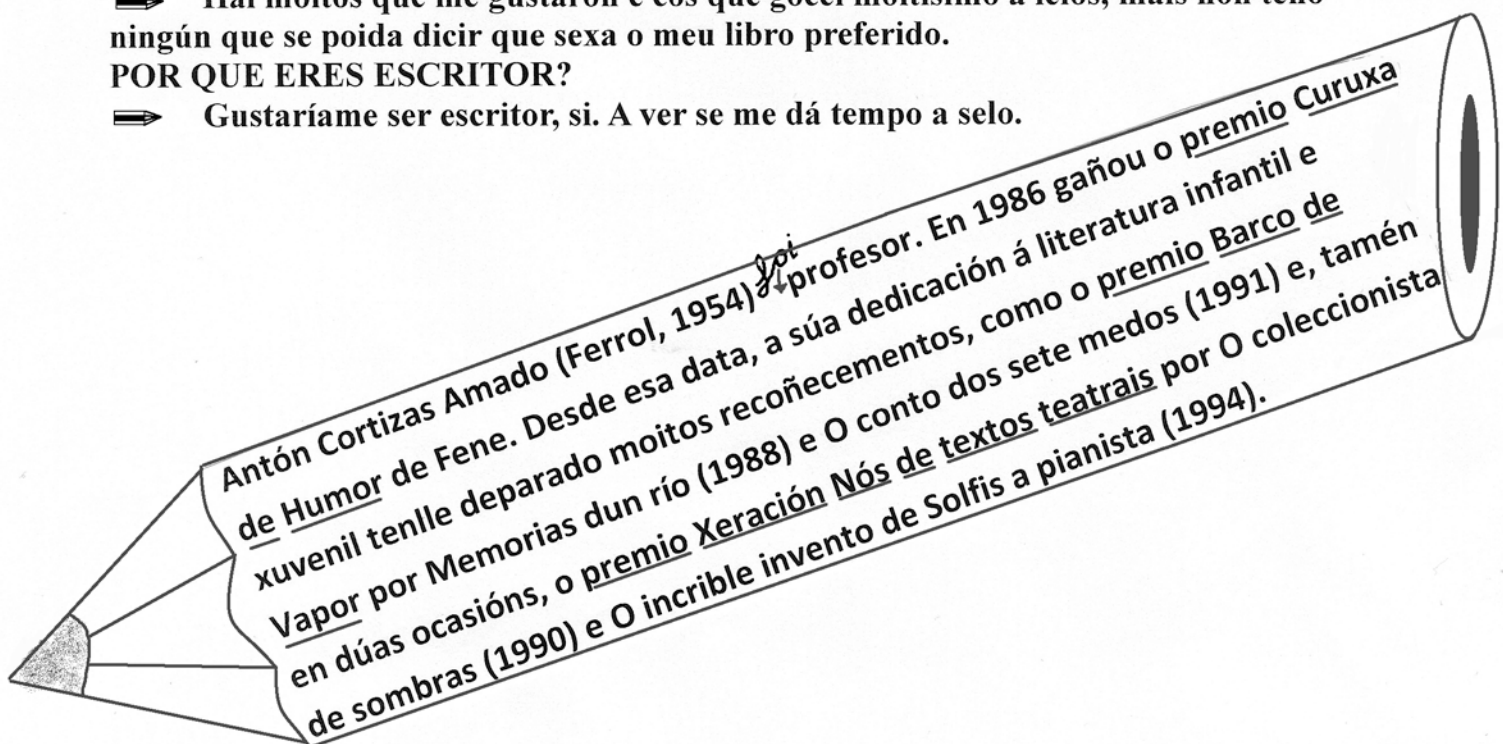 Hai moitos que me gustaron e cos que gocei moitísimo a lelos, mais non teño
ningún que se poida dicir que sexa o meu libro preferido.
POR QUE ERES ESCRITOR?
Gustaríame ser escritor, si. A ver se me dá tempo a selo.
foi
Antón Cortizas Amado (Ferrol, 1954) profesor. En 1986 gañou o premio Curuxa
de Humor de Fene. Desde esa data, a súa dedicación á literatura infantil e
xuvenil tenlle deparado moitos recoñecementos, como o premio Barco de
Vapor por Memorias dun río (1988) e O conto dos sete medos (1991) e, tamén
en dúas ocasións, o premio Xeración Nós de textos teatrais por O coleccionista
de sombras (1990) e O incrible invento de Solfis a pianista (1994).